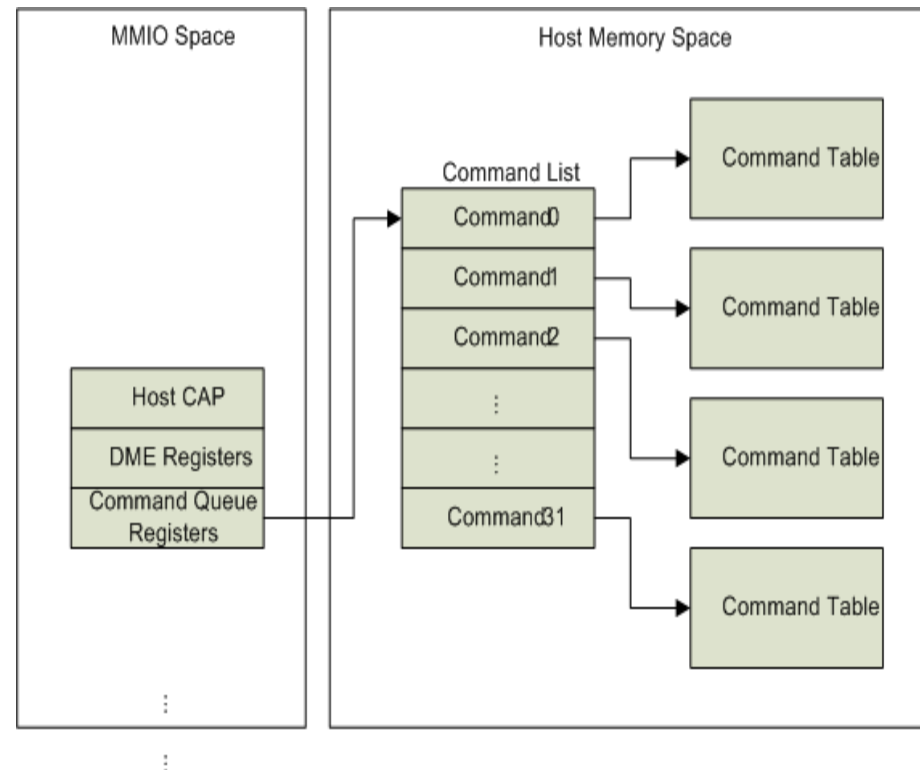 MMIO Space
Host Memory Space
Host CAP
DME Registers
Command Queue
Registers
⋮
⋮
Command List
Command0
Command1
Command2
⋮
⋮
Command31
Command Table
Command Table
Command Table
Command Table